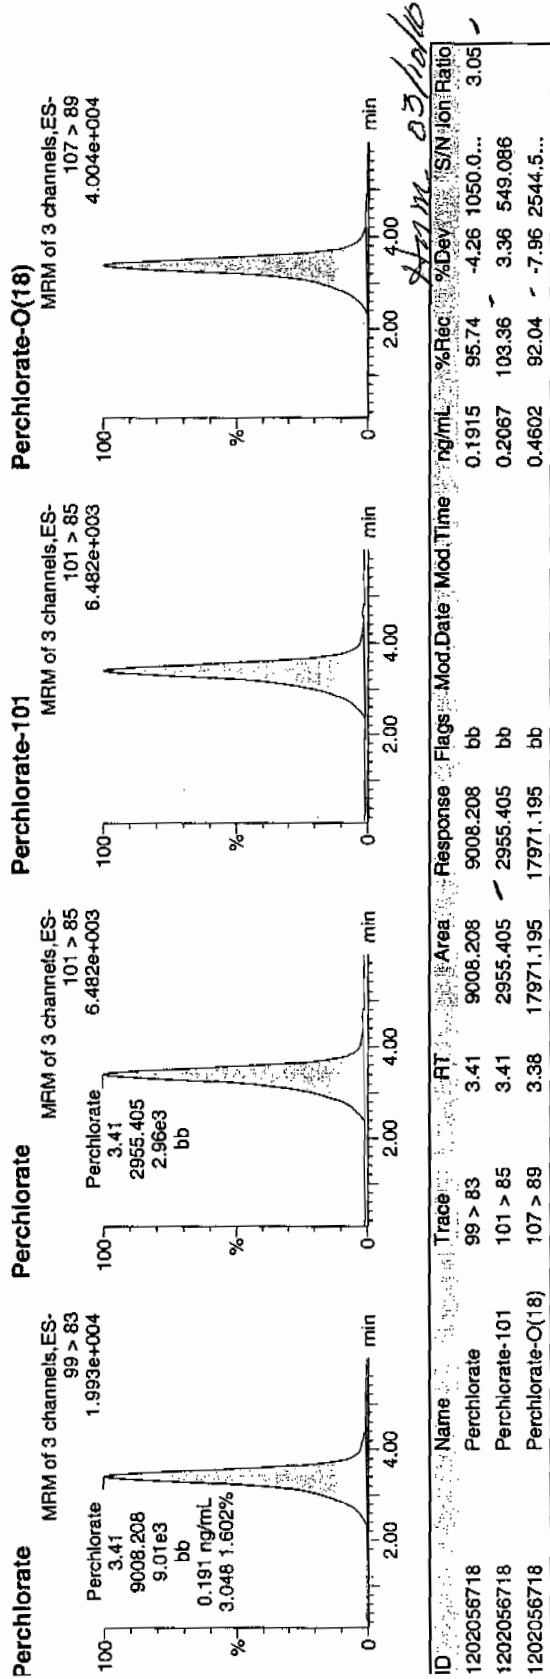 Perchlorate
MRM of 3 channels,ES-
99 > 83
1.993e+004
100
Perchlorate
3.41
9008.208
9.01e3
bb
0.191 ng/mL
3.048 1.602%
%
0
2.00
4.00
min
Perchlorate
MRM of 3 channels,ES-
101 > 85
6.482e+003
100
Perchlorate
3.41
2955.405
2.96e3
bb
%
0
2.00
4.00
min
Perchlorate-101
MRM of 3 channels,ES-
101 > 85
6.482e+003
100
%
0
2.00
4.00
min
Perchlorate-O(18)
MRM of 3 channels,ES-
107 > 89
4.004e+004
100
%
0
2.00
4.00
min
03/10/10
ID Name Trace RT Area Response Flags Mod.Date Mod.Time ng/mL %Rec %Dev S/N Ion Ratio
1202056718 Perchlorate 99 > 83 3.41 9008.208 9008.208 bb 0.1915 95.74 -4.26 1050.0... 3.05
1202056718 Perchlorate-101 101 > 85 3.41 2955.405 2955.405 bb 0.2067 103.36 3.36 549.086
1202056718 Perchlorate-O(18) 107 > 89 3.38 17971.195 17971.195 bb 0.4602 92.04 -7.96 2544.5...